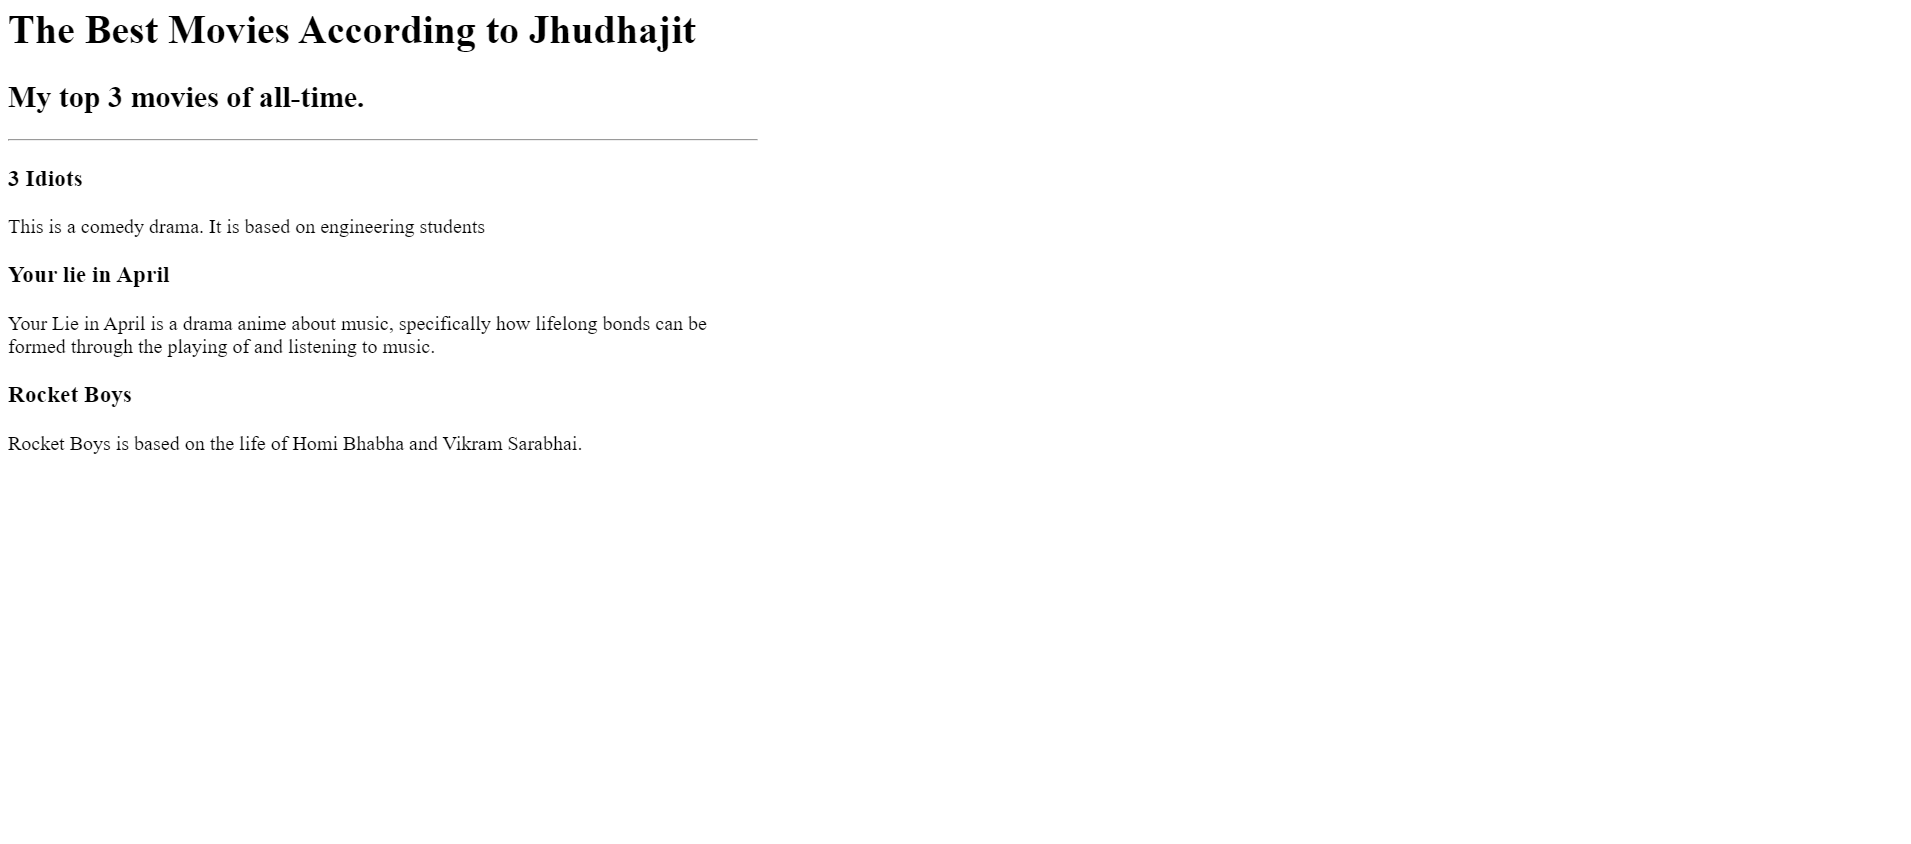 The Best Movies According to Jhudhajit
My top 3 movies of all-time.
3 Idiots
This is a comedy drama. It is based on engineering students
Your lie in April
Your Lie in April is a drama anime about music, specifically how lifelong bonds can be
formed through the playing of and listening to music.
Rocket Boys
Rocket Boys is based on the life of Homi Bhabha and Vikram Sarabhai.